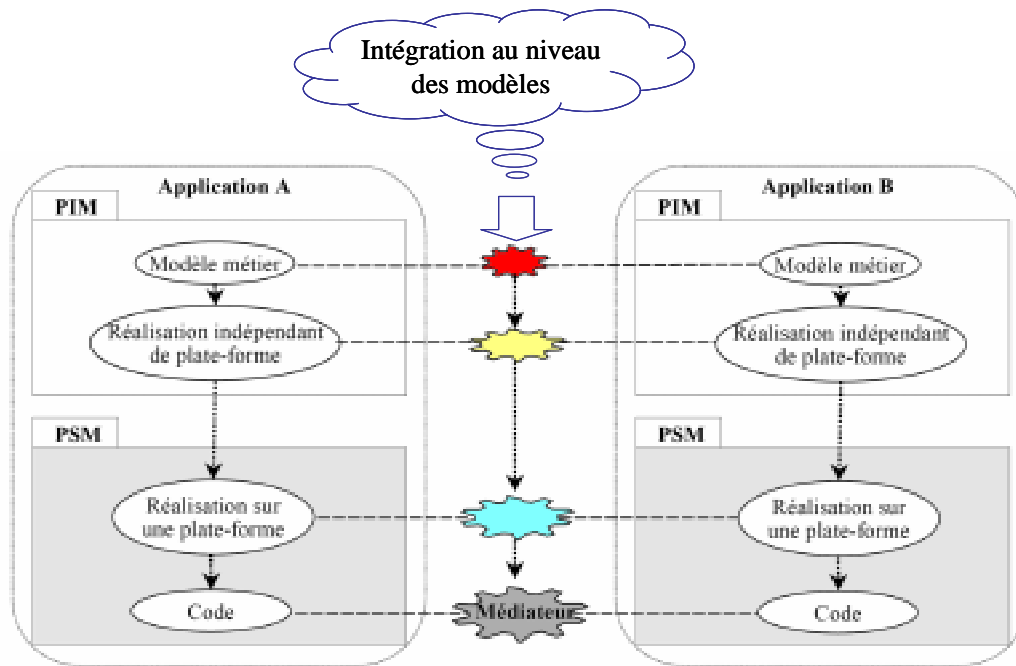 Intégration au niveau
des modèles
Application A
PIM
Modèle métier
Réalisation indépendant
de plate-forme
PSM
Réalisation sur
une plate-forme
Code
Médiateur
Application B
PIM
Modèle métier
Réalisation indépendant
de plate-forme
PSM
Réalisation sur
une plate-forme
Code